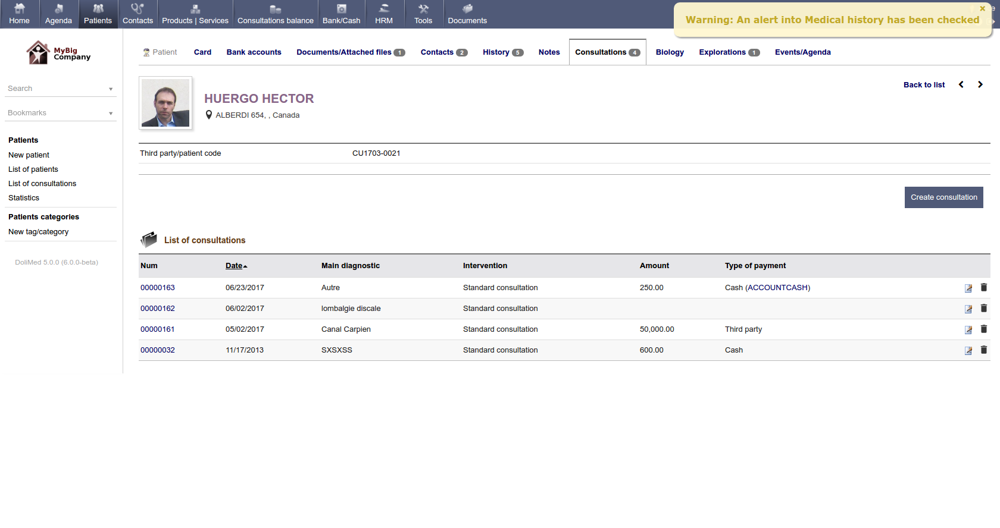 Home Agenda Patients Contacts Products | Services Consultations balance Bank/Cash HRM Tools Documents
Warning: An alert into Medical history has been checked
MyBig
Company
Patient Card Bank accounts Documents/Attached files 1 Contacts 2 History 5 Notes Consultations 4 Biology Explorations 1 Events/Agenda
Search
Bookmarks
Patients
New patient
List of patients
List of consultations
Statistics
Patients categories
New tag/category
DoliMed 5.0.0 (6.0.0-beta)
Back to list
HUERGO HECTOR
ALBERDI 654, , Canada
Third party/patient code CU1703-0021
Create consultation
List of consultations
Num Date Main diagnostic Intervention Amount Type of payment
00000163 06/23/2017 Autre Standard consultation 250.00 Cash (ACCOUNTCASH)
00000162 06/02/2017 lombalgie discale Standard consultation
00000161 05/02/2017 Canal Carpien Standard consultation 50,000.00 Third party
00000032 11/17/2013 SXSXSS Standard consultation 600.00 Cash